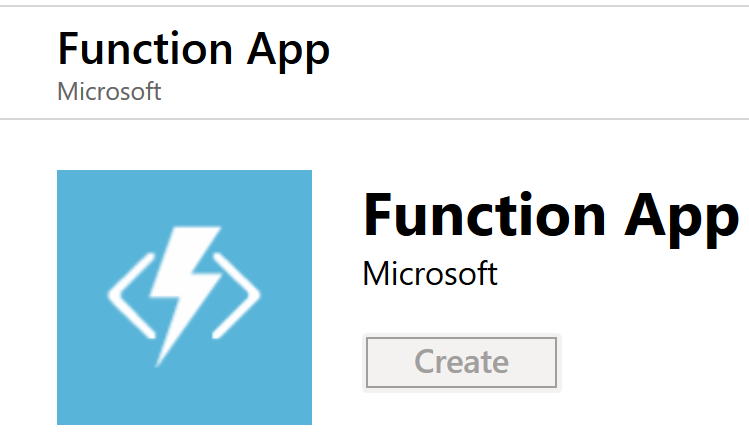 Function App
Microsoft
Function App
Microsoft
Create